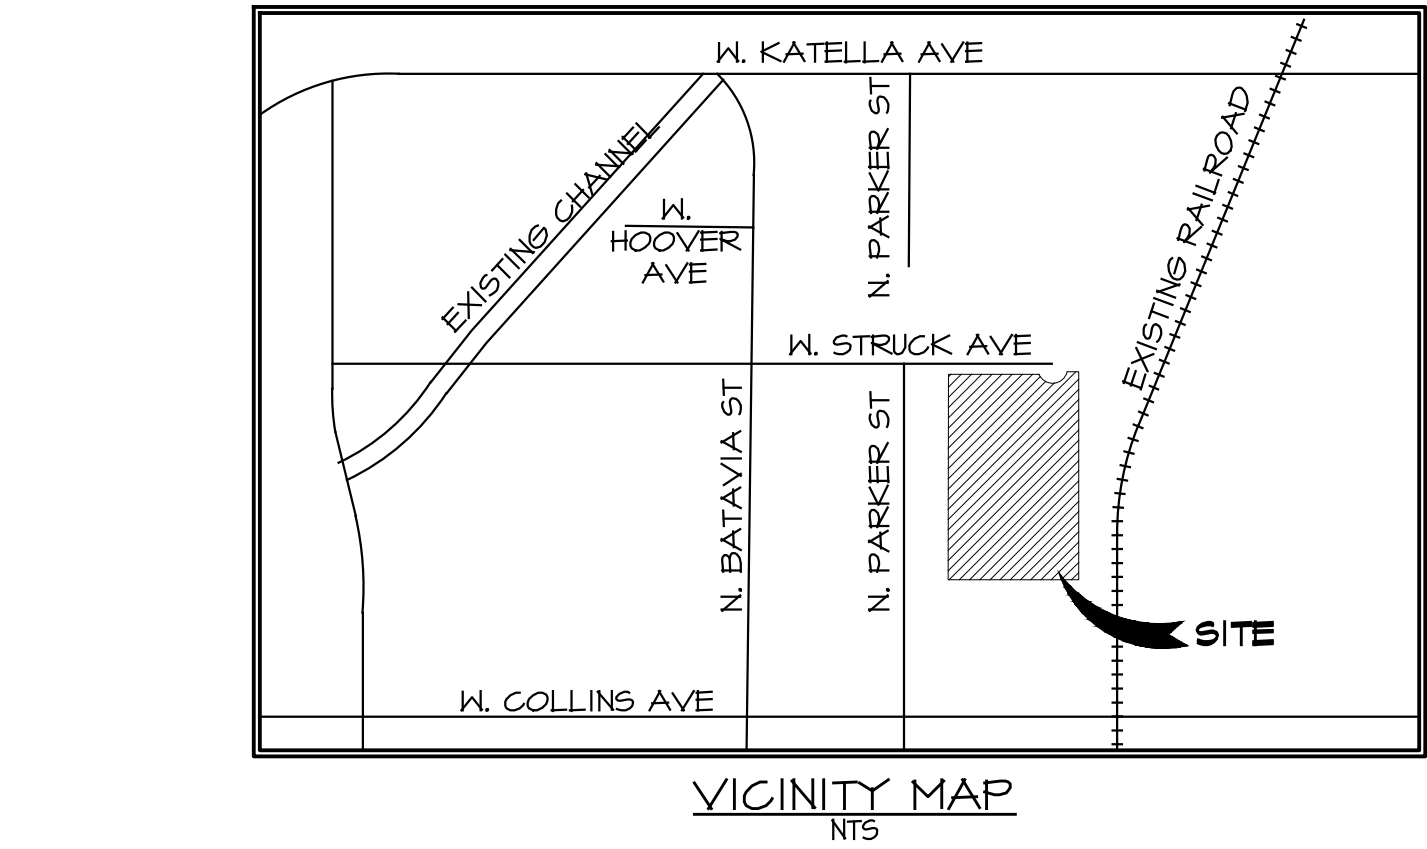 W. KATELLA AVE
N. PARKER ST
EXISTING RAILROAD
EXISTING CHANNEL
W.
HOOVER
AVE
W. STRUCK AVE
N. BATAVIA ST
N. PARKER ST
SITE
W. COLLINS AVE
VICINITY MAP
NTS